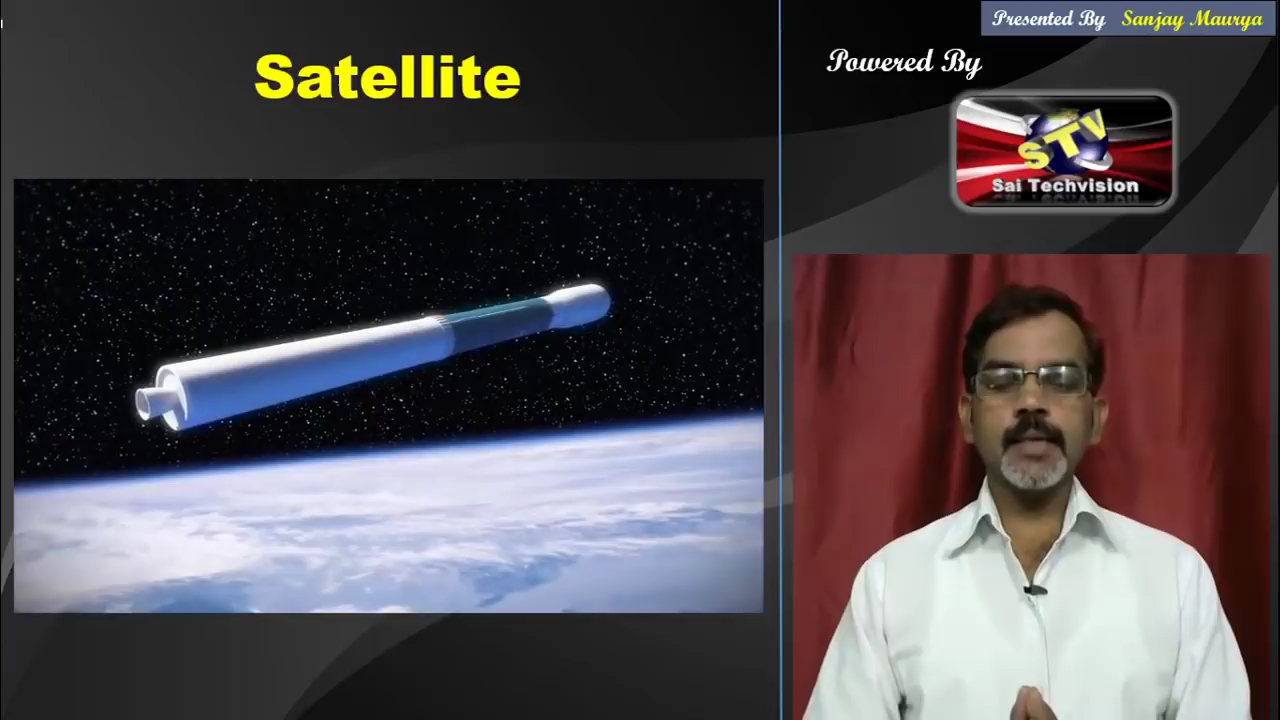 Satellite
Presented By Sanjay Maurya
Powered By
STV
Sai Techvision